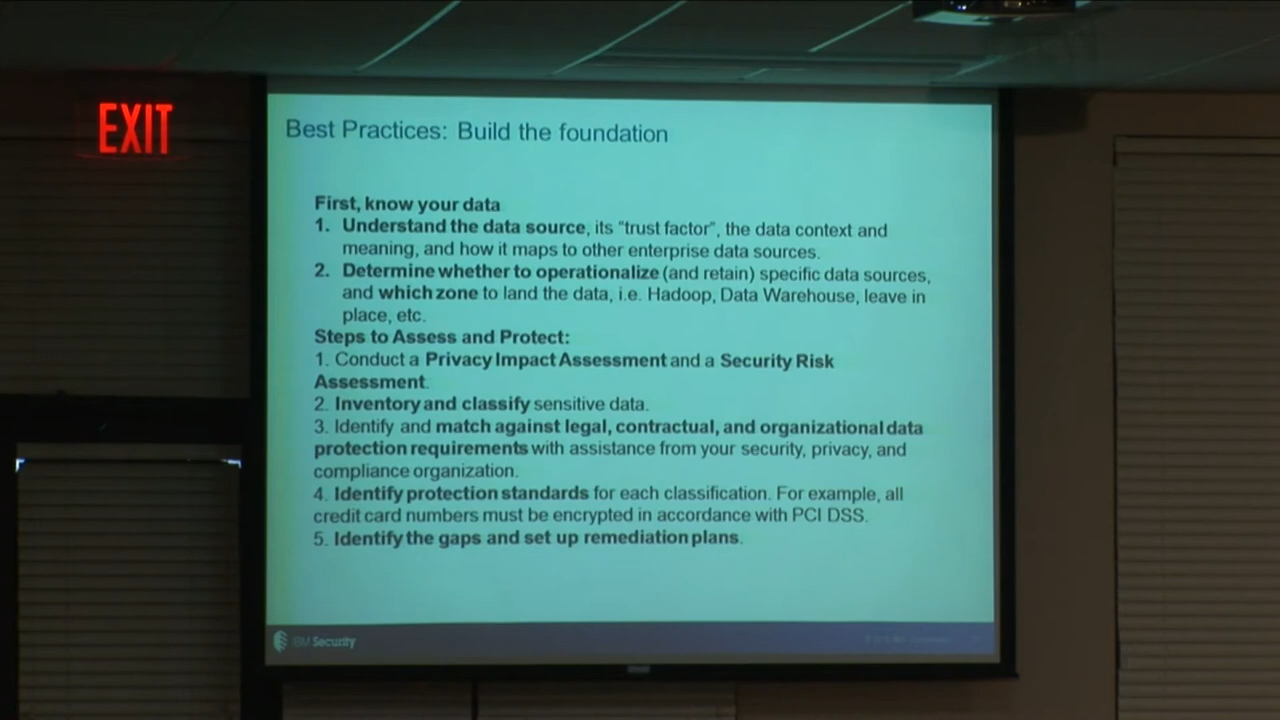 EXIT
Best Practices: Build the foundation
First, know your data
1. Understand the data source, its “trust factor”, the data context and
meaning, and how it maps to other enterprise data sources.
2. Determine whether to operationalize (and retain) specific data sources,
and which zone to land the data, i.e. Hadoop, Data Warehouse, leave in
place, etc.
Steps to Assess and Protect:
1. Conduct a Privacy Impact Assessment and a Security Risk
Assessment.
2. Inventory and classify sensitive data.
3. Identify and match against legal, contractual, and organizational data
protection requirements with assistance from your security, privacy, and
compliance organization.
4. Identify protection standards for each classification. For example, all
credit card numbers must be encrypted in accordance with PCI DSS.
5. Identify the gaps and set up remediation plans.
IBM Security